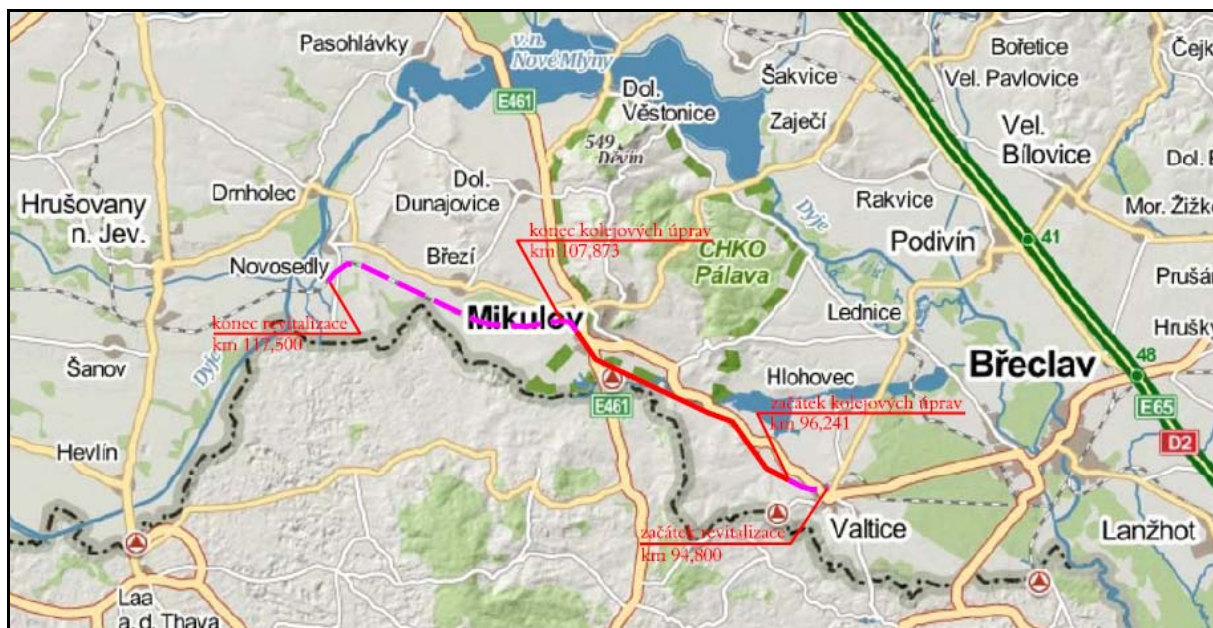 Pasohlávky
v.n.
Nové Mlýny
Bořetice
Čejk
Šakvice
Vel. Pavlovice
E461
Dol.
Věstonice
Zaječí
Vel.
Bílovice
549
Děvín
Dol. B
Drnholec
Dol.
Dunajovice
Rakvice
Hrušovany
n. Jev.
Dyje
Mor. Žižko
konec kolejových úprav
km 107,873
Podivín
41
CHKO
Pálava
Březí
Novosedly
Prušán
Lednice
Mikulov
konec revitalizace
km 117,500
Hrušky
Šanov
Dyje
Hlohovec
Břeclav
48
E461
E65
začátek kolejových úprav
km 96,241
D2
Hevlín
začátek revitalizace
km 94,800
Valtice
Lanžhot
Laa
a. d. Thaya